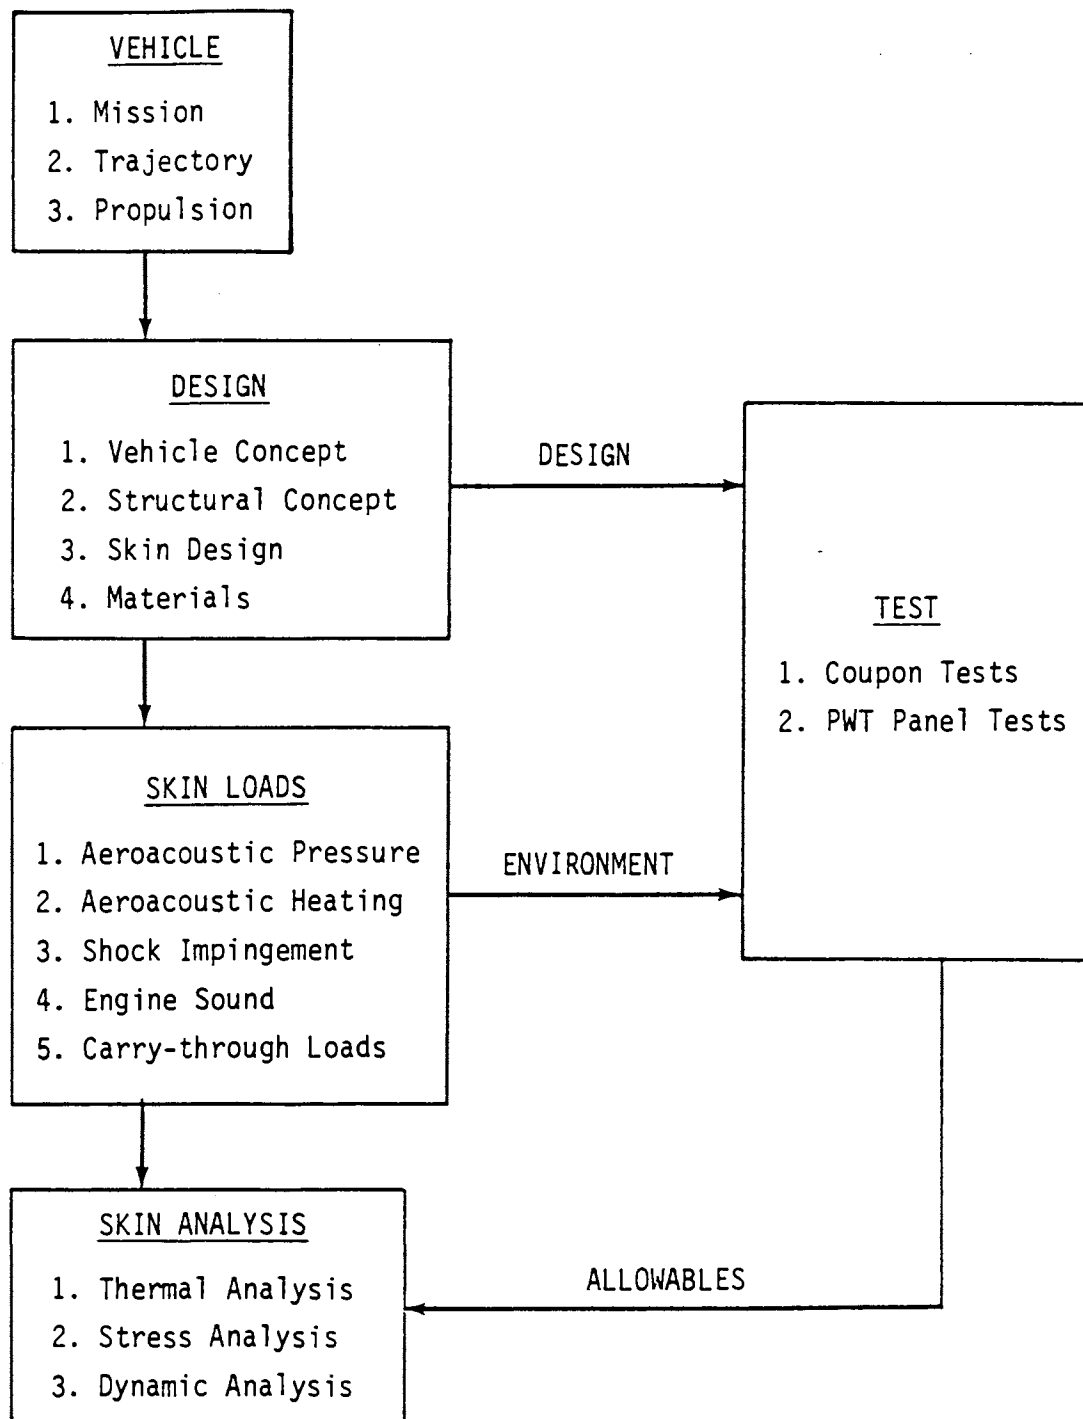 VEHICLE
1. Mission
2. Trajectory
3. Propulsion
DESIGN
1. Vehicle Concept
2. Structural Concept
3. Skin Design
4. Materials
DESIGN
TEST
1. Coupon Tests
2. PWT Panel Tests
SKIN LOADS
1. Aeroacoustic Pressure
2. Aeroacoustic Heating
3. Shock Impingement
4. Engine Sound
5. Carry-through Loads
ENVIRONMENT
SKIN ANALYSIS
1. Thermal Analysis
2. Stress Analysis
3. Dynamic Analysis
ALLOWABLES